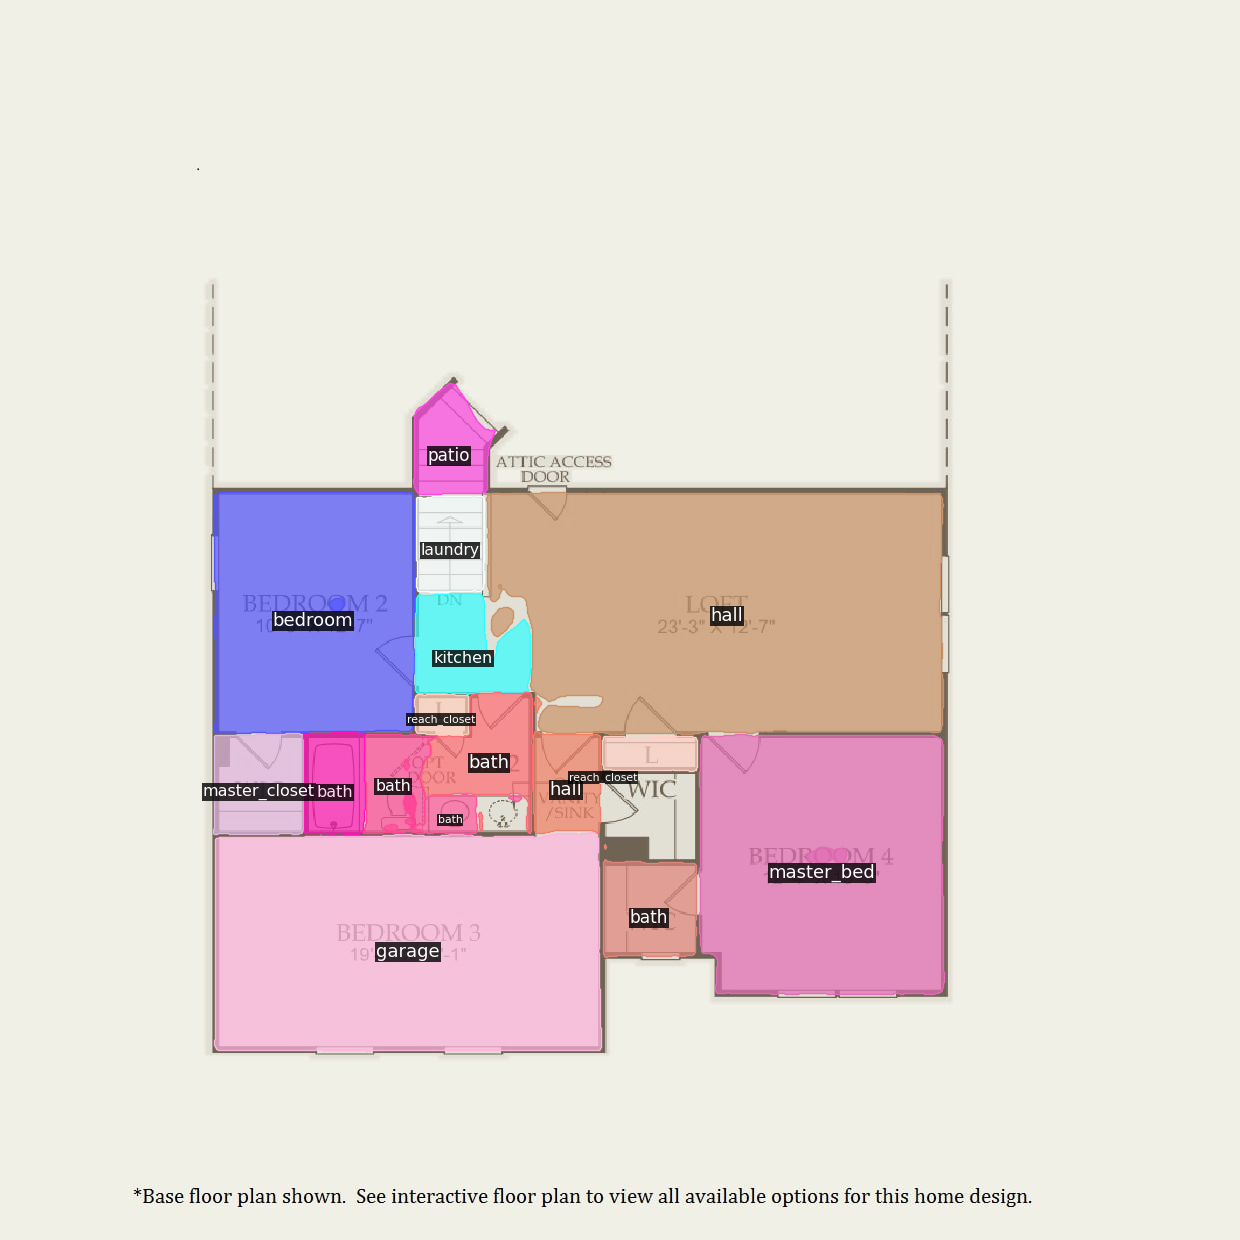 .
patio
ATTIC ACCESS
DOOR
laundry
DN
BEDROOM 2
bedroom
LOFT
23'-3" X 12'-7"
hall
kitchen
L
reach_closet
bath
OPT
DOOR
2
L
reach_closet
WIC
master_closet
bath
bath
hall
VANITY
/SINK
bath
BEDROOM 4
master_bed
bath
BEDROOM 3
garage
*Base floor plan shown.  See interactive floor plan to view all available options for this home design.